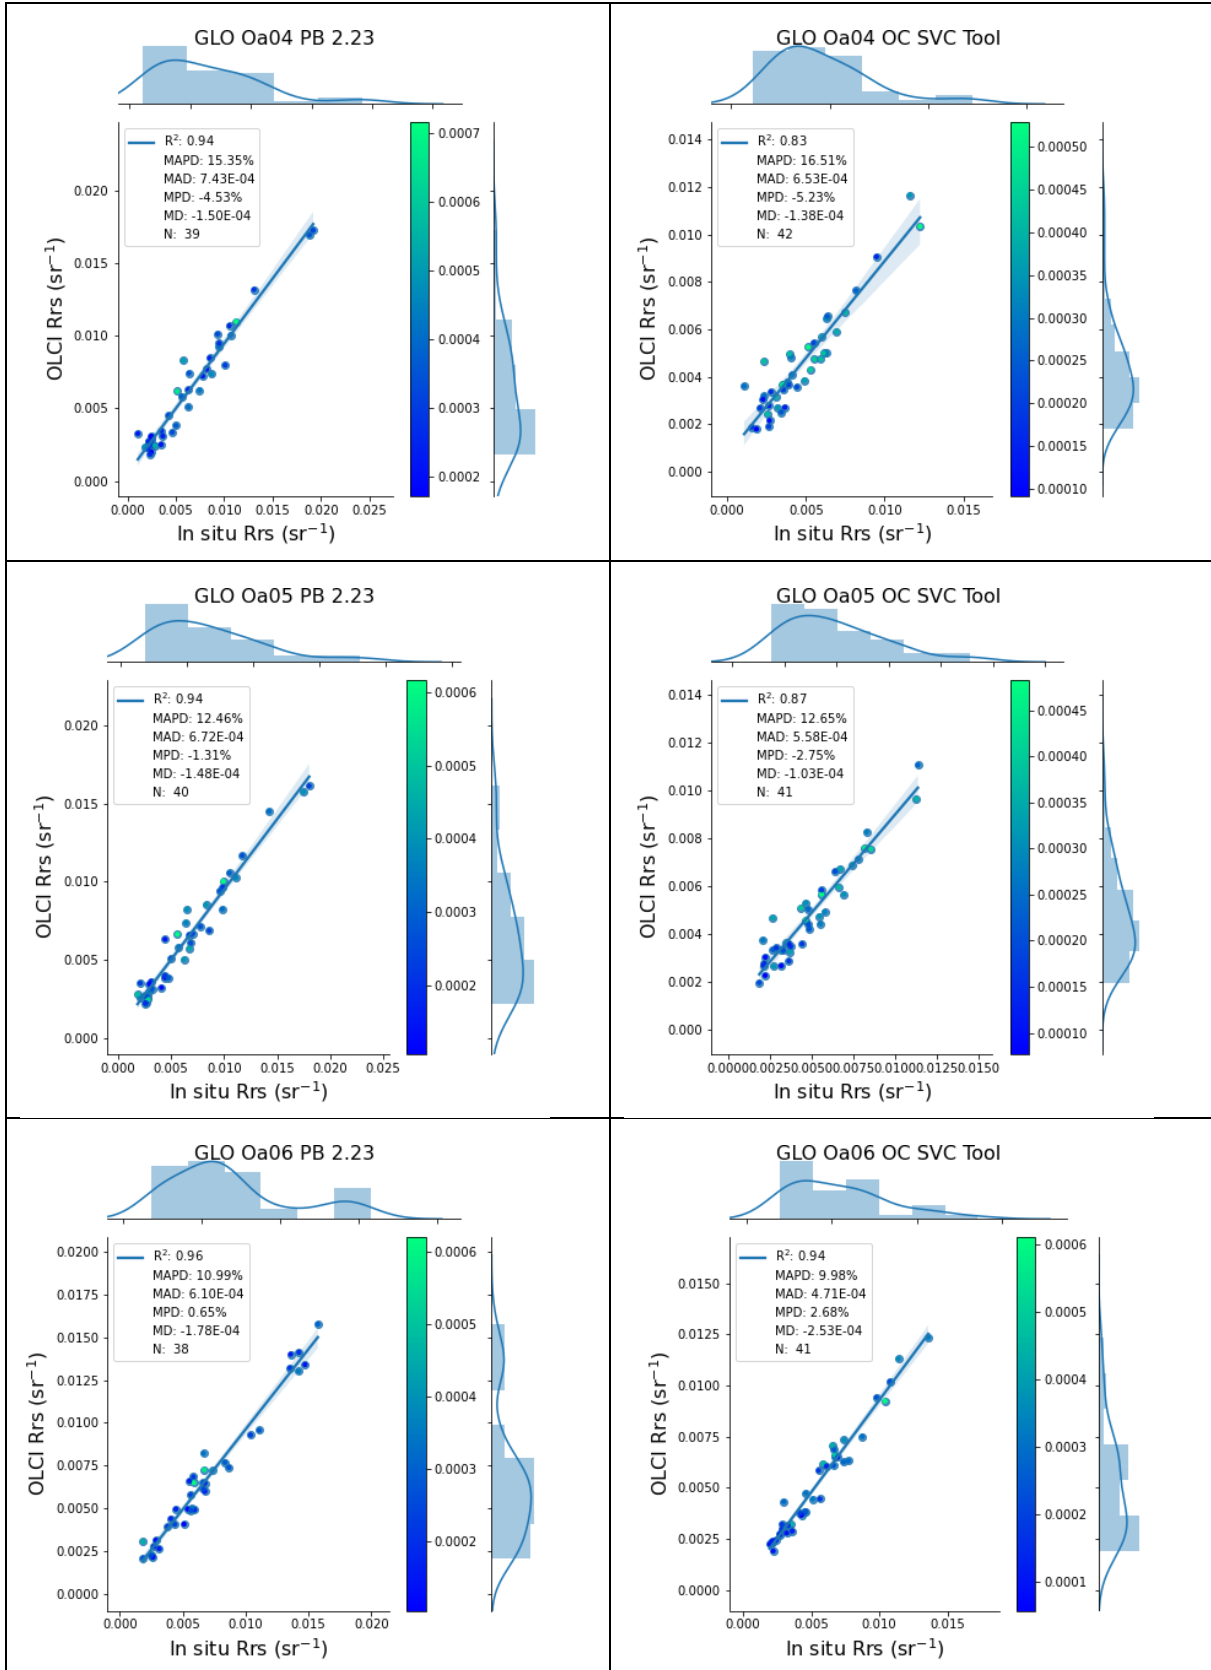 GLO Oa04 PB 2.23
R²: 0.94
MAPD: 15.35%
MAD: 7.43E-04
MPD: -4.53%
MD: -1.50E-04
N: 39
0.020
0.015
0.010
0.005
0.000
OLCI Rrs (sr⁻¹)
0.000 0.005 0.010 0.015 0.020 0.025
In situ Rrs (sr⁻¹)
0.0007
0.0006
0.0005
0.0004
0.0003
0.0002
GLO Oa04 OC SVC Tool
R²: 0.83
MAPD: 16.51%
MAD: 6.53E-04
MPD: -5.23%
MD: -1.38E-04
N: 42
0.014
0.012
0.010
0.008
0.006
0.004
0.002
0.000
OLCI Rrs (sr⁻¹)
0.000 0.005 0.010 0.015
In situ Rrs (sr⁻¹)
0.00050
0.00045
0.00040
0.00035
0.00030
0.00025
0.00020
0.00015
0.00010
GLO Oa05 PB 2.23
R²: 0.94
MAPD: 12.46%
MAD: 6.72E-04
MPD: -1.31%
MD: -1.48E-04
N: 40
0.020
0.015
0.010
0.005
0.000
OLCI Rrs (sr⁻¹)
0.000 0.005 0.010 0.015 0.020 0.025
In situ Rrs (sr⁻¹)
0.0006
0.0005
0.0004
0.0003
0.0002
GLO Oa05 OC SVC Tool
R²: 0.87
MAPD: 12.65%
MAD: 5.58E-04
MPD: -2.75%
MD: -1.03E-04
N: 41
0.014
0.012
0.010
0.008
0.006
0.004
0.002
0.000
OLCI Rrs (sr⁻¹)
0.0000 0.0025 0.0050 0.0075 0.0100 0.0125 0.0150
In situ Rrs (sr⁻¹)
0.00045
0.00040
0.00035
0.00030
0.00025
0.00020
0.00015
0.00010
GLO Oa06 PB 2.23
R²: 0.96
MAPD: 10.99%
MAD: 6.10E-04
MPD: 0.65%
MD: -1.78E-04
N: 38
0.0200
0.0175
0.0150
0.0125
0.0100
0.0075
0.0050
0.0025
0.0000
OLCI Rrs (sr⁻¹)
0.000 0.005 0.010 0.015 0.020
In situ Rrs (sr⁻¹)
0.0006
0.0005
0.0004
0.0003
0.0002
GLO Oa06 OC SVC Tool
R²: 0.94
MAPD: 9.98%
MAD: 4.71E-04
MPD: 2.68%
MD: -2.53E-04
N: 41
0.0150
0.0125
0.0100
0.0075
0.0050
0.0025
0.0000
OLCI Rrs (sr⁻¹)
0.000 0.005 0.010 0.015
In situ Rrs (sr⁻¹)
0.0006
0.0005
0.0004
0.0003
0.0002
0.0001